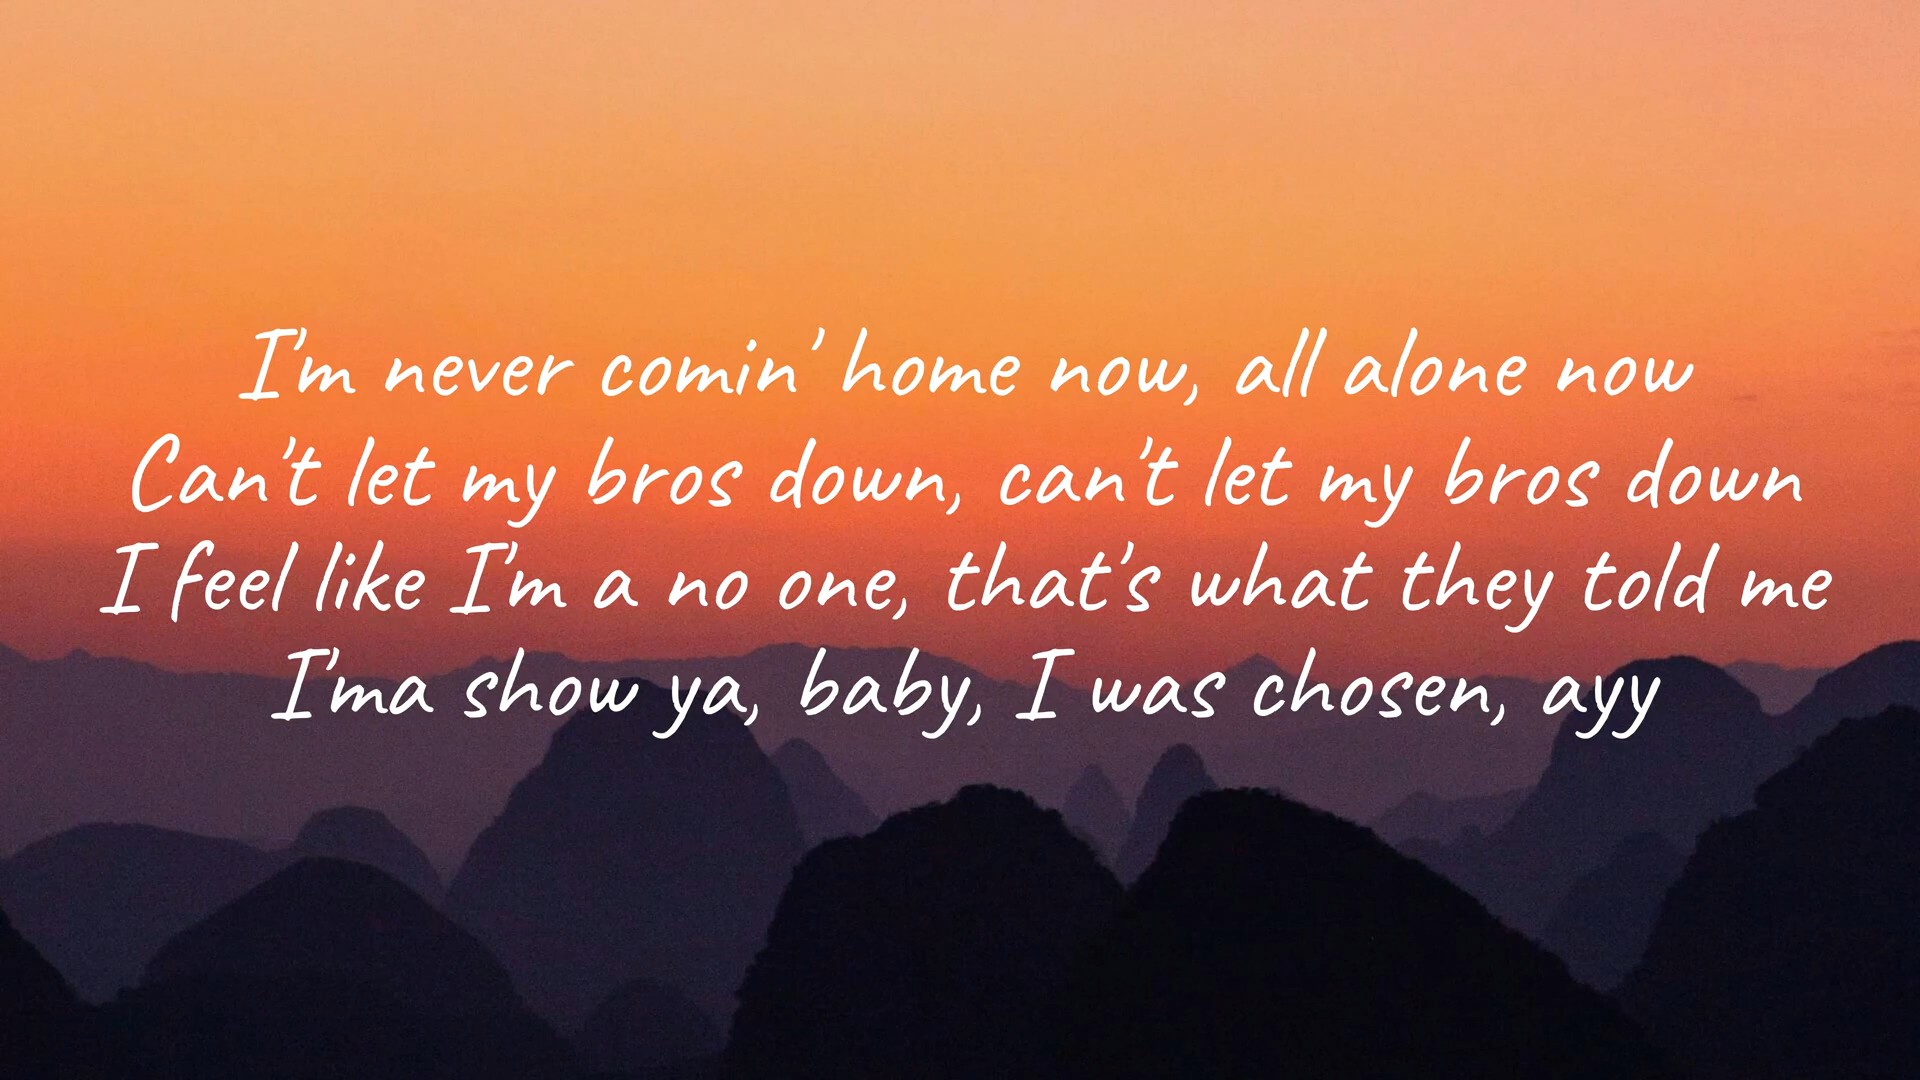 I'm never comin' home now, all alone now
Can't let my bros down, can't let my bros down
I feel like I'm a no one, that's what they told me
I'ma show ya, baby, I was chosen, ayy